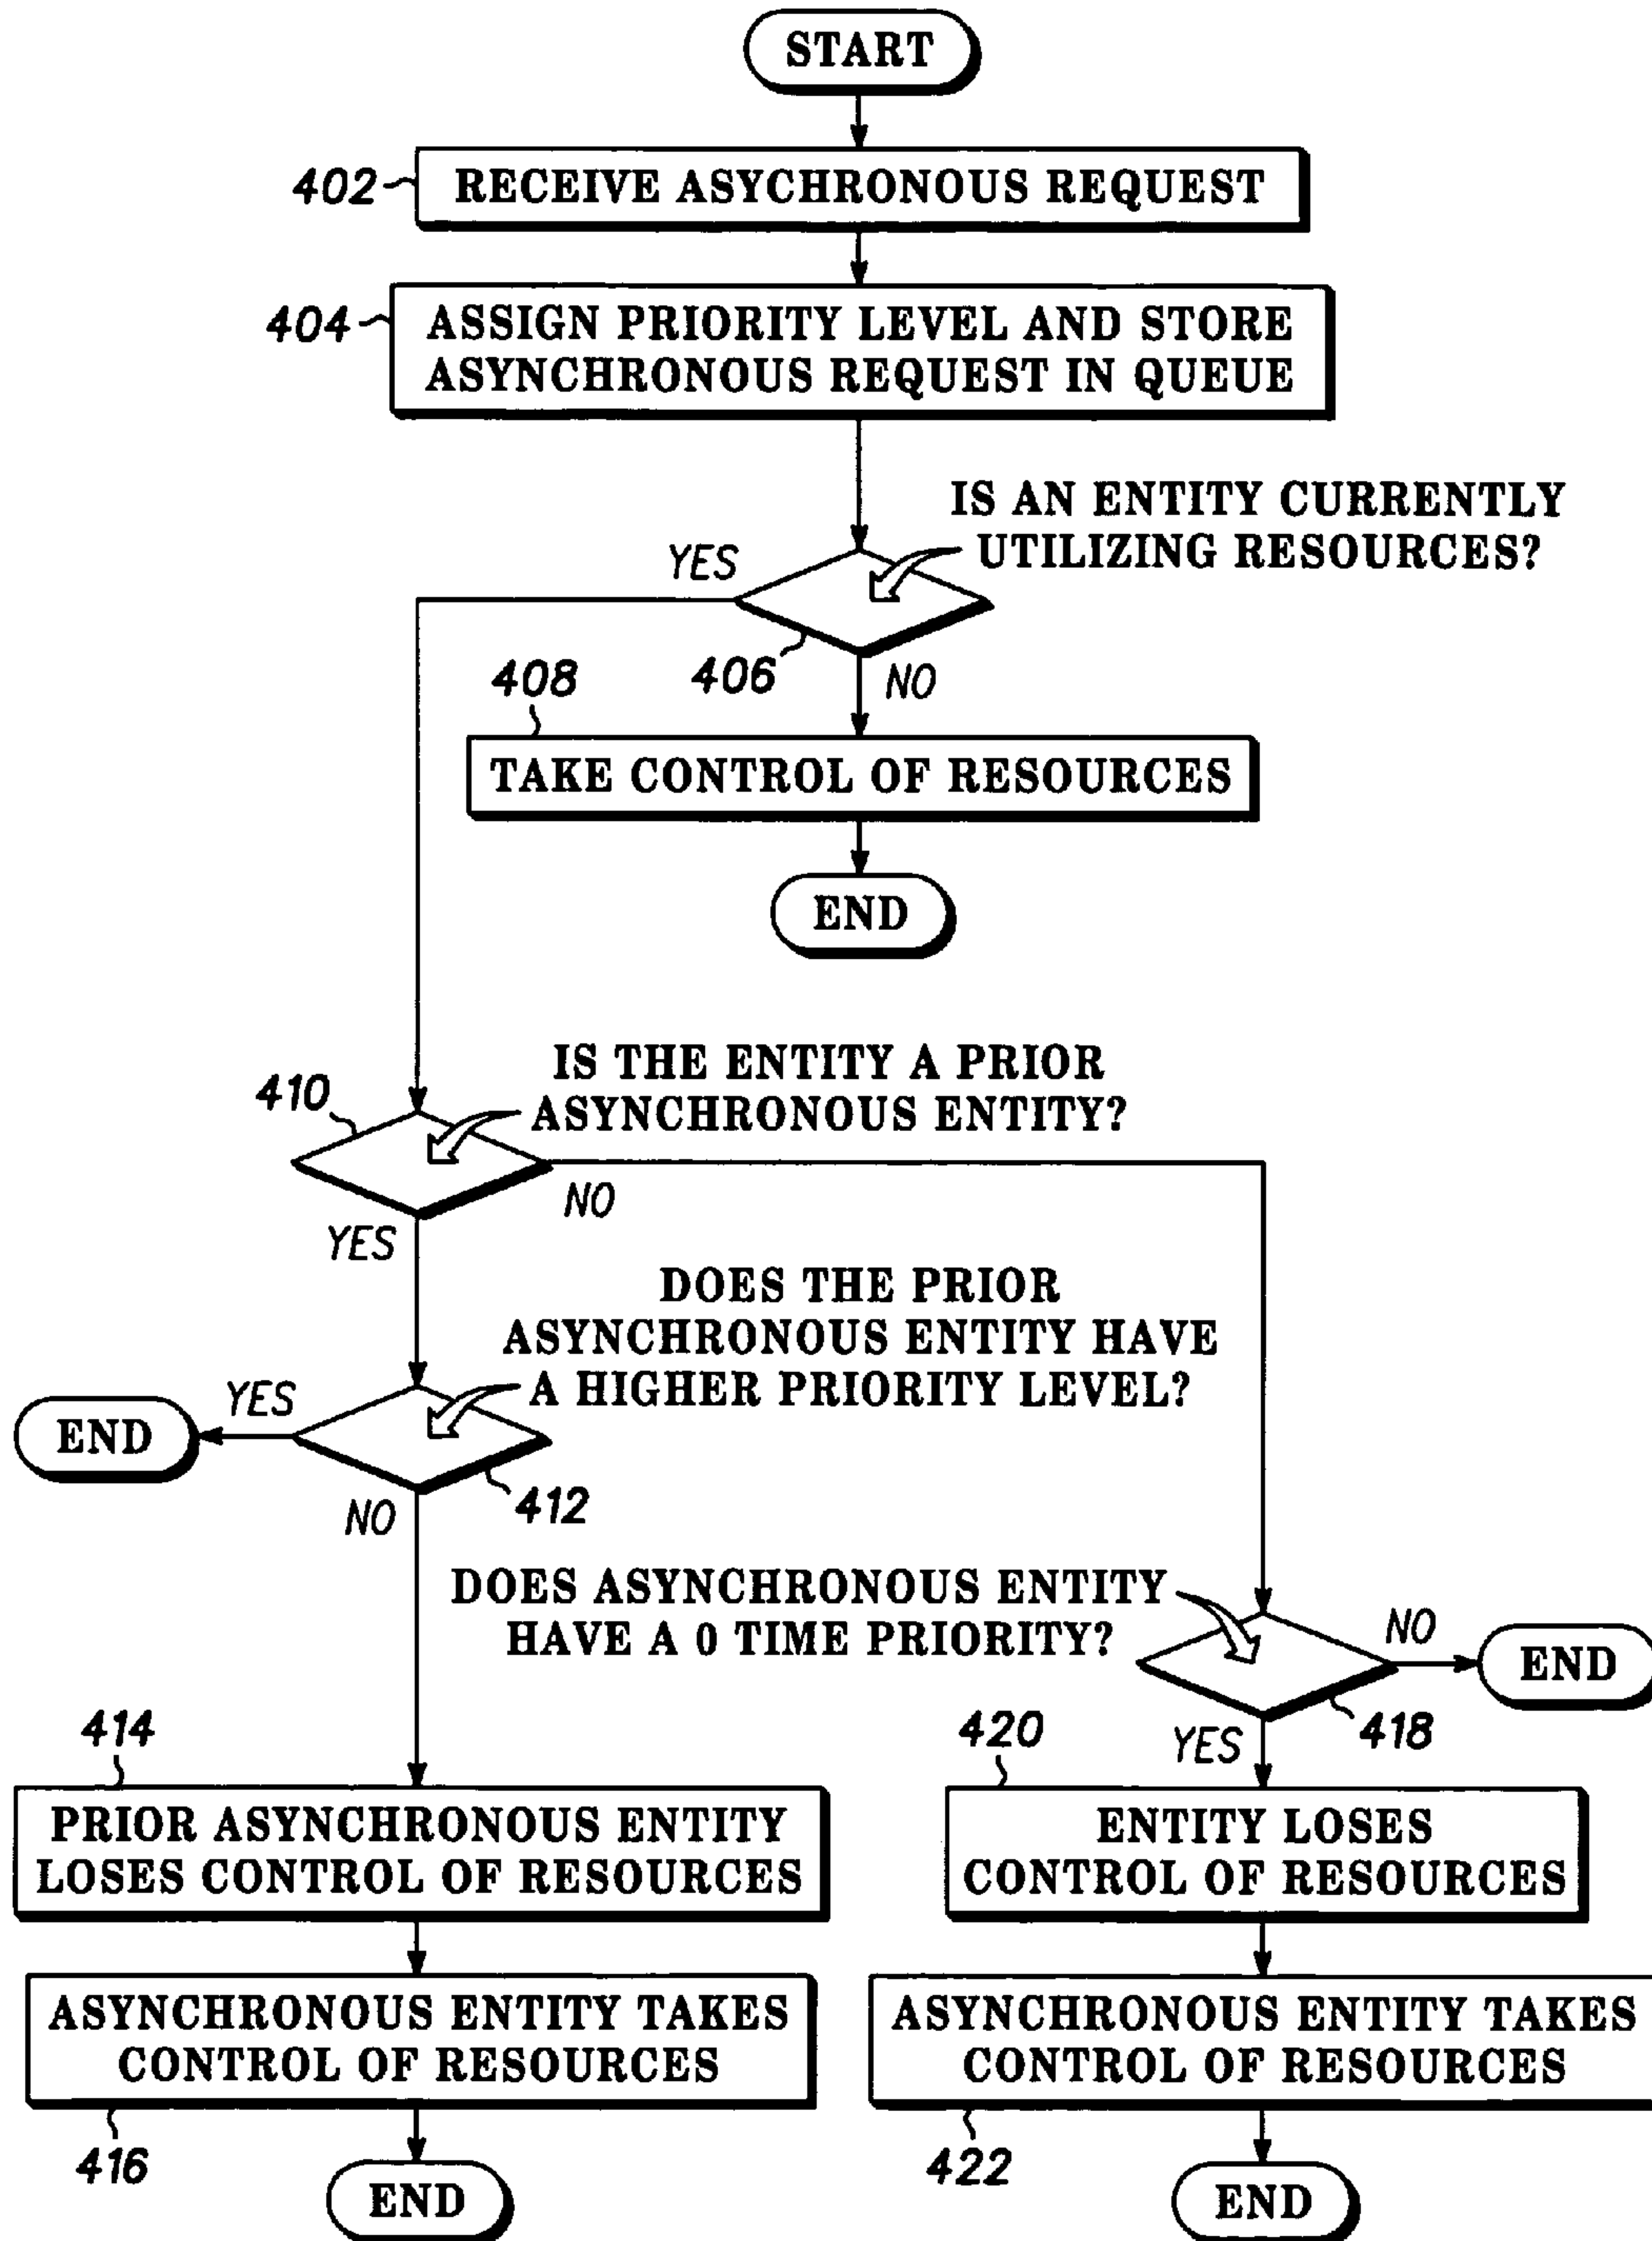 START
402
RECEIVE ASYCHRONOUS REQUEST
404
ASSIGN PRIORITY LEVEL AND STORE
ASYNCHRONOUS REQUEST IN QUEUE
IS AN ENTITY CURRENTLY
UTILIZING RESOURCES?
YES
406
NO
408
TAKE CONTROL OF RESOURCES
END
IS THE ENTITY A PRIOR
ASYNCHRONOUS ENTITY?
410
NO
YES
DOES THE PRIOR
ASYNCHRONOUS ENTITY HAVE
A HIGHER PRIORITY LEVEL?
YES
END
412
NO
DOES ASYNCHRONOUS ENTITY
HAVE A 0 TIME PRIORITY?
NO
END
418
YES
414
PRIOR ASYNCHRONOUS ENTITY
LOSES CONTROL OF RESOURCES
420
ENTITY LOSES
CONTROL OF RESOURCES
ASYNCHRONOUS ENTITY TAKES
CONTROL OF RESOURCES
416
END
ASYNCHRONOUS ENTITY TAKES
CONTROL OF RESOURCES
422
END